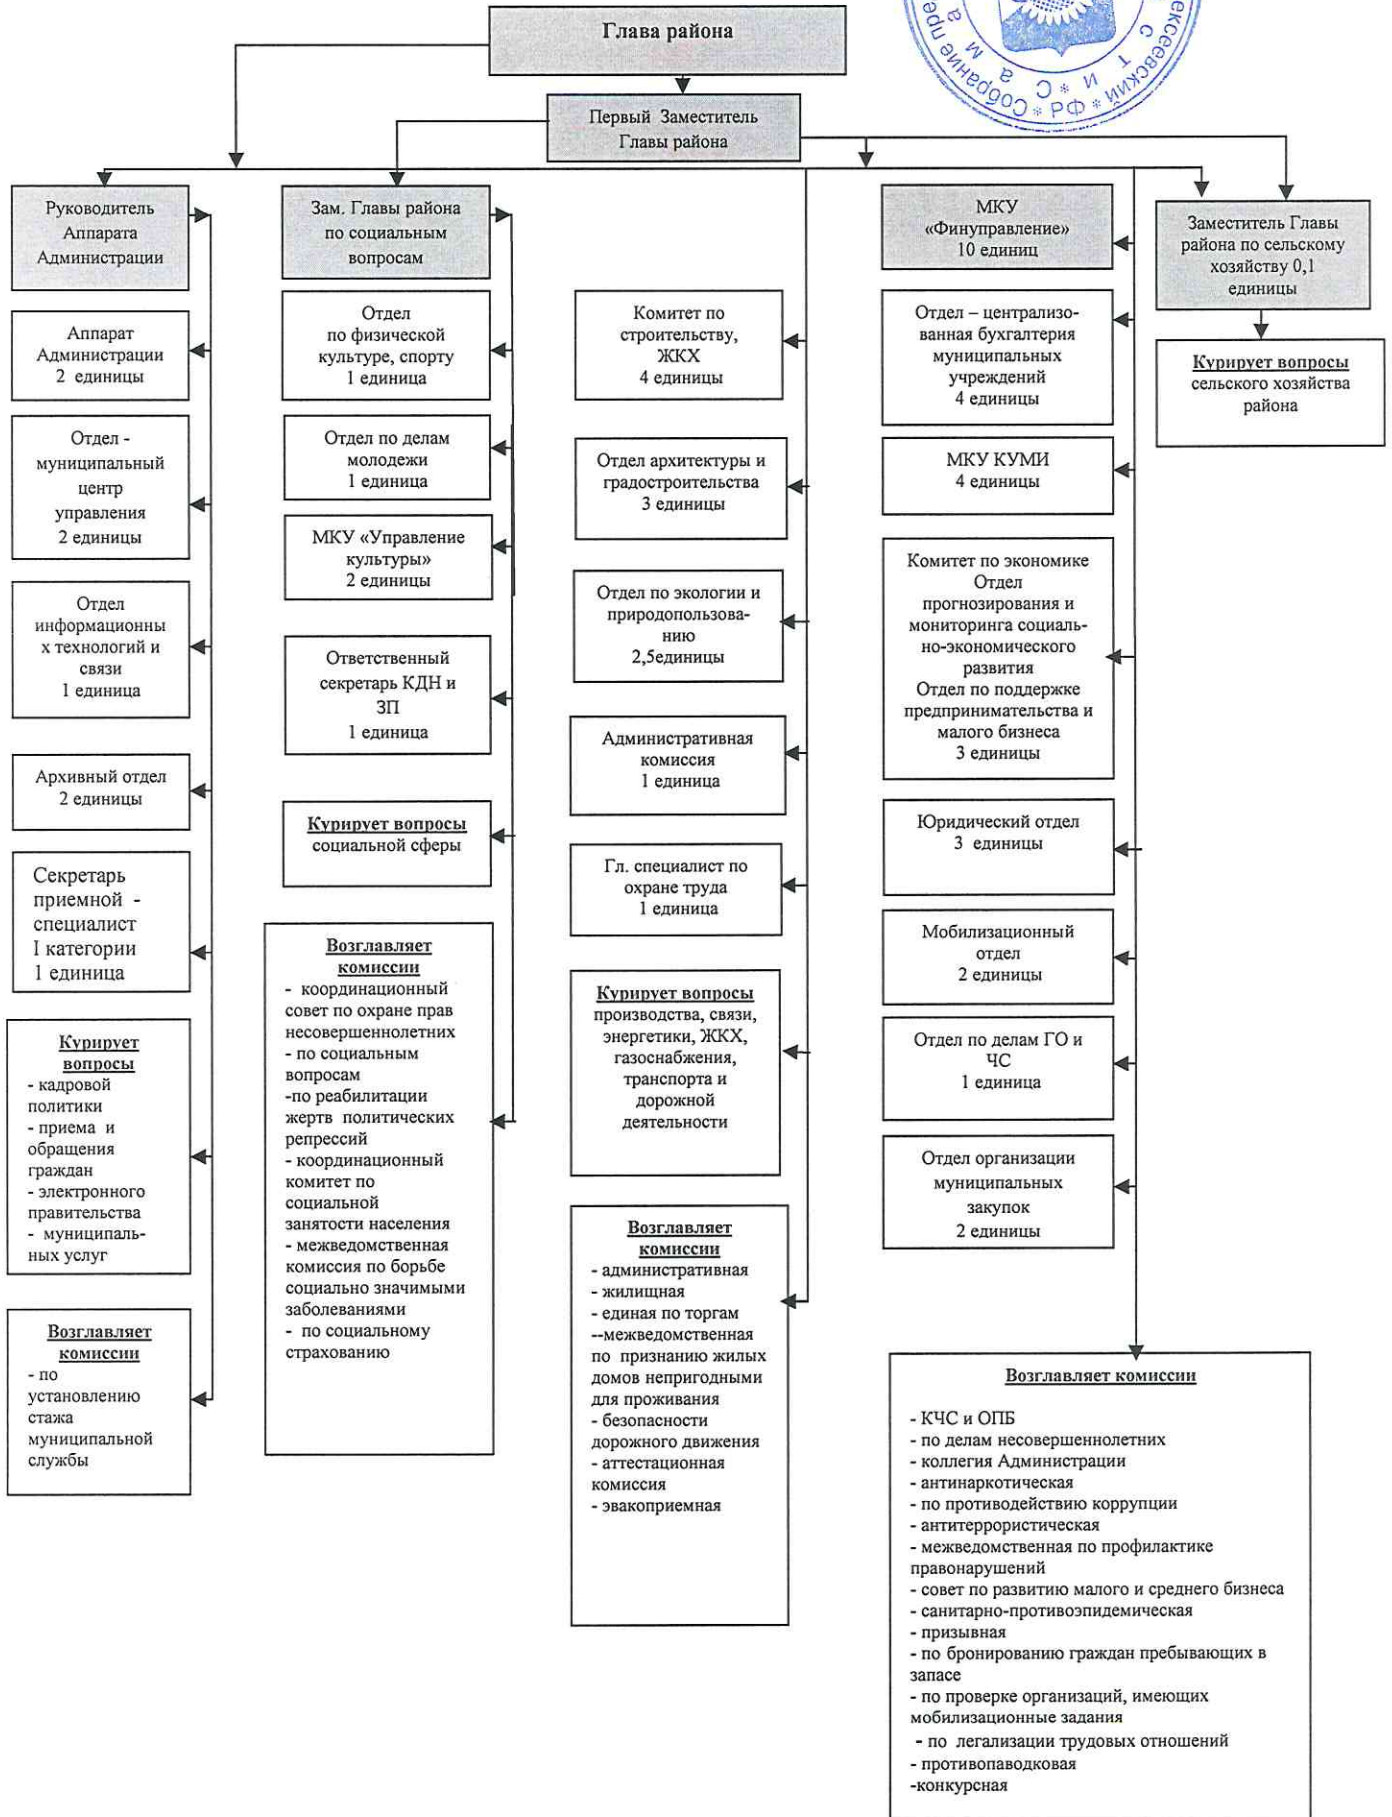 Глава района
Собрание пре
* РФ *
ексеевский
Первый Заместитель
Главы района
Руководитель
Аппарата
Администрации
Аппарат
Администрации
2 единицы
Отдел -
муниципальный
центр
управления
2 единицы
Отдел
информационны
х технологий и
связи
1 единица
Архивный отдел
2 единицы
Секретарь
приемной -
специалист
I категории
1 единица
Курирует
вопросы
- кадровой
политики
- приема и
обращения
граждан
- электронного
правительства
- муниципаль-
ных услуг
Возглавляет
комиссии
- по
установлению
стажа
муниципальной
службы
Зам. Главы района
по социальным
вопросам
Отдел
по физической
культуре, спорту
1 единица
Отдел по делам
молодежи
1 единица
МКУ «Управление
культуры»
2 единицы
Ответственный
секретарь КДН и
ЗП
1 единица
Курирует вопросы
социальной сферы
Возглавляет
комиссии
- координационный
совет по охране прав
несовершеннолетних
- по социальным
вопросам
-по реабилитации
жертв политических
репрессий
- координационный
комитет по
социальной
занятости населения
- межведомственная
комиссия по борьбе
социально значимыми
заболеваниями
- по социальному
страхованию
Комитет по
строительству,
ЖКХ
4 единицы
Отдел архитектуры и
градостроительства
3 единицы
Отдел по экологии и
природопользова-
нию
2,5единицы
Административная
комиссия
1 единица
Гл. специалист по
охране труда
1 единица
Курирует вопросы
производства, связи,
энергетики, ЖКХ,
газоснабжения,
транспорта и
дорожной
деятельности
Возглавляет
комиссии
- административная
- жилищная
- единая по торгам
--межведомственная
по признанию жилых
домов непригодными
для проживания
- безопасности
дорожного движения
- аттестационная
комиссия
- эвакоприемная
МКУ
«Финуправление»
10 единиц
Отдел – централизо-
ванная бухгалтерия
муниципальных
учреждений
4 единицы
МКУ КУМИ
4 единицы
Комитет по экономике
Отдел
прогнозирования и
мониторинга социаль-
но-экономического
развития
Отдел по поддержке
предпринимательства и
малого бизнеса
3 единицы
Юридический отдел
3 единицы
Мобилизационный
отдел
2 единицы
Отдел по делам ГО и
ЧС
1 единица
Отдел организации
муниципальных
закупок
2 единицы
Возглавляет комиссии
- КЧС и ОПБ
- по делам несовершеннолетних
- коллегия Администрации
- антинаркотическая
- по противодействию коррупции
- антитеррористическая
- межведомственная по профилактике
правонарушений
- совет по развитию малого и среднего бизнеса
- санитарно-противоэпидемическая
- призывная
- по бронированию граждан пребывающих в
запасе
- по проверке организаций, имеющих
мобилизационные задания
- по легализации трудовых отношений
- противопаводковая
-конкурсная
Заместитель Главы
района по сельскому
хозяйству 0,1
единицы
Курирует вопросы
сельского хозяйства
района